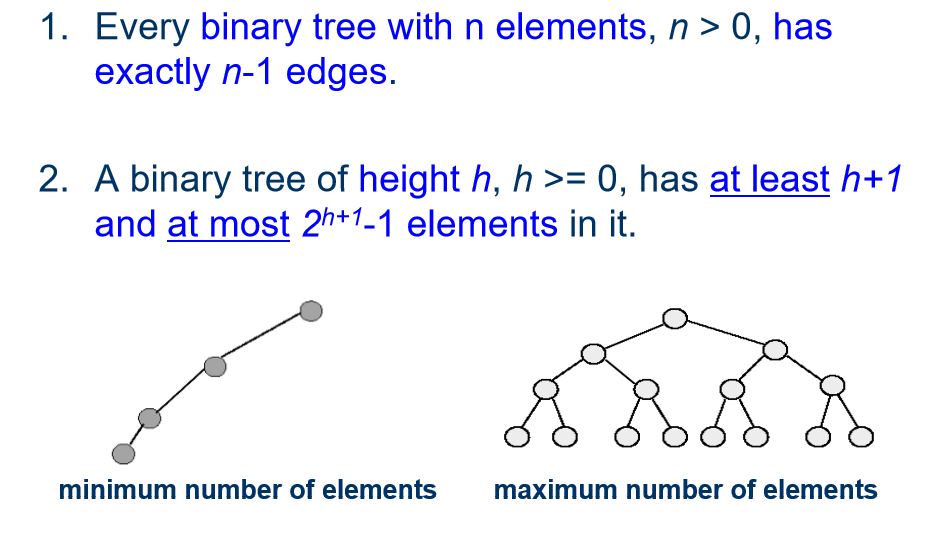 1. Every binary tree with n elements, n > 0, has
exactly n-1 edges.
2. A binary tree of height h, h >= 0, has at least h+1
and at most 2ʰ⁺¹-1 elements in it.
minimum number of elements
maximum number of elements